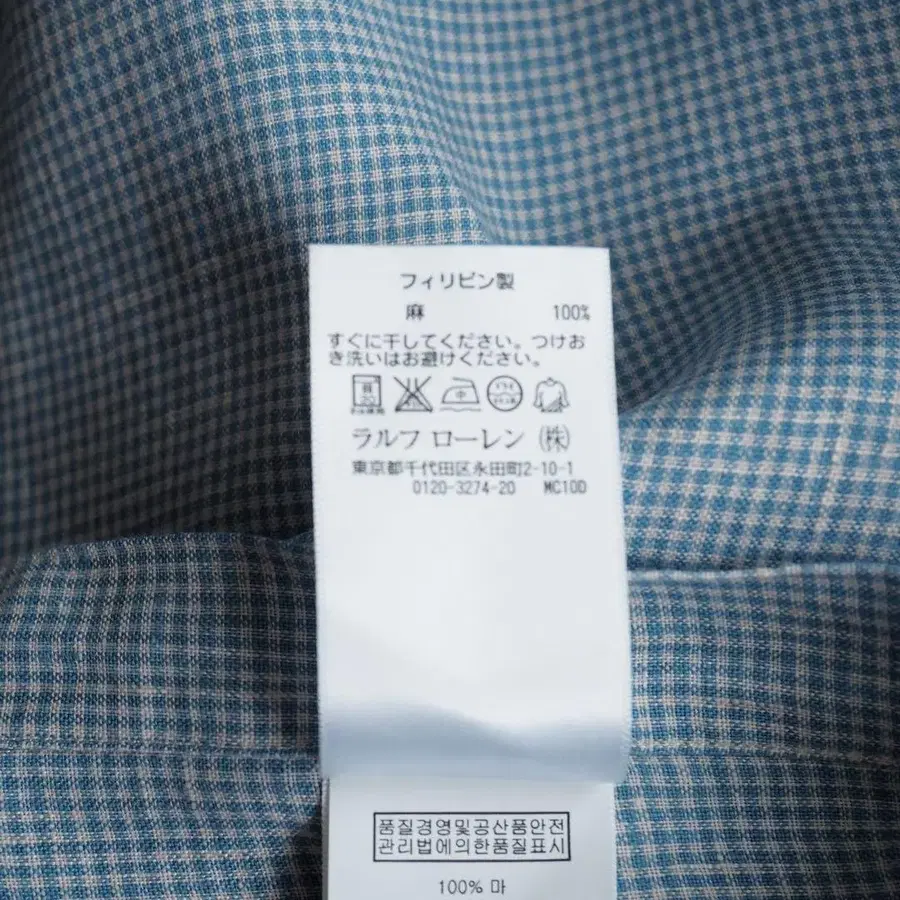 フィリピン製
麻 100%
すぐに干してください。つけお
き洗いはお避けください。
中
ラルフ ローレン ㈱
東京都千代田区永田町2-10-1
0120-3274-20 MC10D
품질경영및공산품안전
관리법에의한품질표시
100% 마